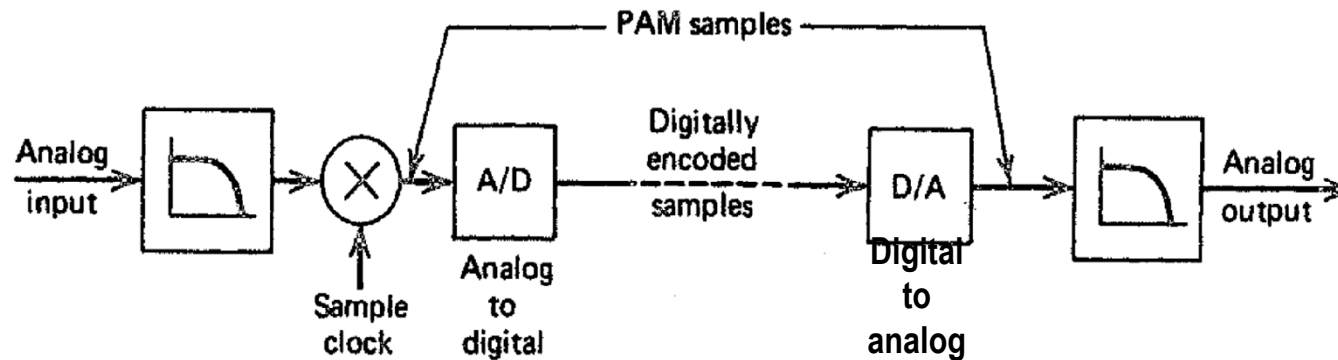 PAM samples
Analog
input
Sample
clock
A/D
Analog
to
digital
Digitally
encoded
samples
D/A
Digital
to
analog
Analog
output